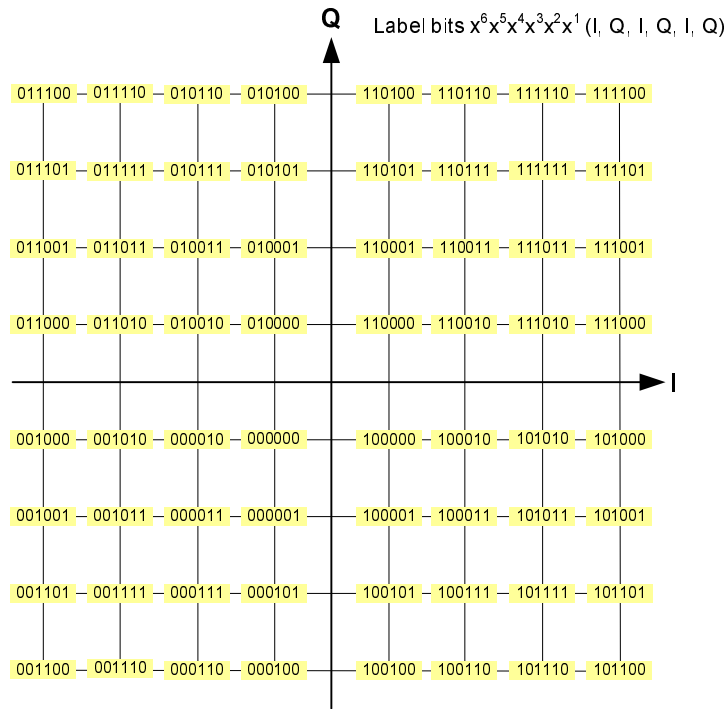 Q
Label bits x⁶x⁵x⁴x³x²x¹ (I, Q, I, Q, I, Q)
011100 011110 010110 010100 110100 110110 111110 111100
011101 011111 010111 010101 110101 110111 111111 111101
011001 011011 010011 010001 110001 110011 111011 111001
011000 011010 010010 010000 110000 110010 111010 111000
I
001000 001010 000010 000000 100000 100010 101010 101000
001001 001011 000011 000001 100001 100011 101011 101001
001101 001111 000111 000101 100101 100111 101111 101101
001100 001110 000110 000100 100100 100110 101110 101100